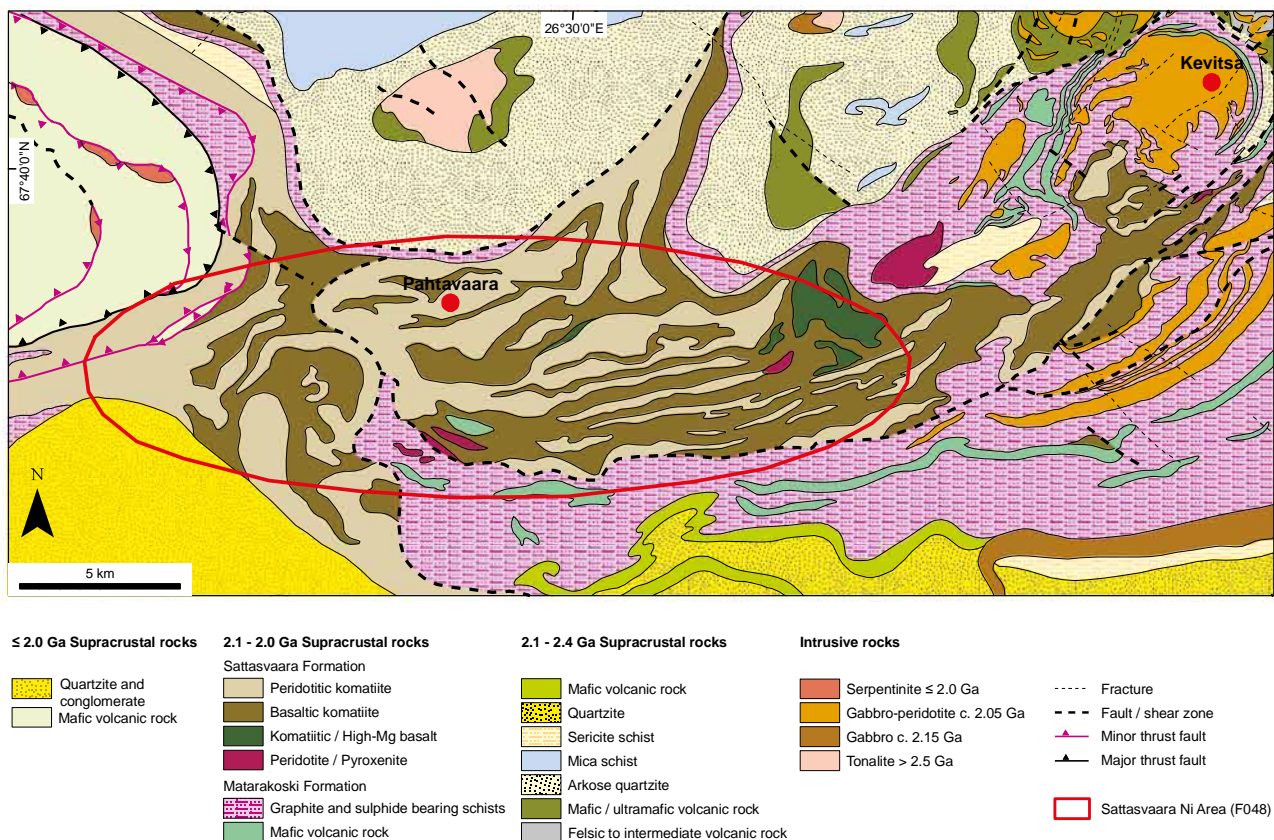 26°30'0"E
Kevitsa
67°40'0"N
Pahtavaara
N
5 km
≤ 2.0 Ga Supracrustal rocks
Quartzite and
conglomerate
Mafic volcanic rock
2.1 - 2.0 Ga Supracrustal rocks
Sattasvaara Formation
Peridotitic komatiite
Basaltic komatiite
Komatiitic / High-Mg basalt
Peridotite / Pyroxenite
Matarakoski Formation
Graphite and sulphide bearing schists
Mafic volcanic rock
2.1 - 2.4 Ga Supracrustal rocks
Mafic volcanic rock
Quartzite
Sericite schist
Mica schist
Arkose quartzite
Mafic / ultramafic volcanic rock
Felsic to intermediate volcanic rock
Intrusive rocks
Serpentinite ≤ 2.0 Ga
Gabbro-peridotite c. 2.05 Ga
Gabbro c. 2.15 Ga
Tonalite > 2.5 Ga
Fracture
Fault / shear zone
Minor thrust fault
Major thrust fault
Sattasvaara Ni Area (F048)